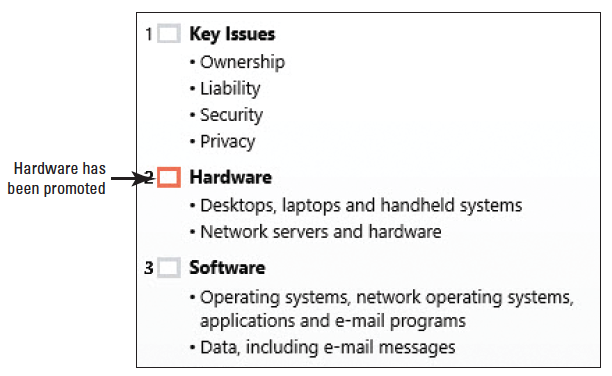 1 Key Issues
• Ownership
• Liability
• Security
• Privacy
Hardware has
been promoted
2 Hardware
• Desktops, laptops and handheld systems
• Network servers and hardware
3 Software
• Operating systems, network operating systems,
applications and e-mail programs
• Data, including e-mail messages